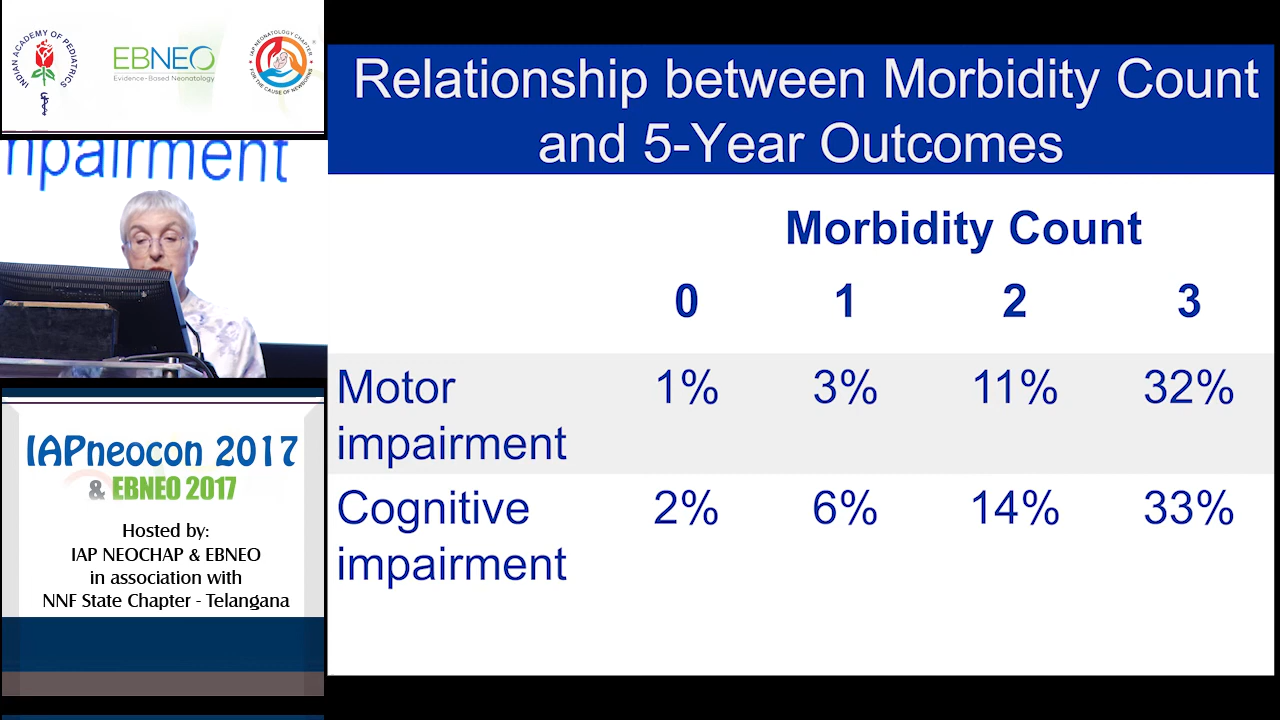 INDIAN ACADEMY OF PEDIATRICS
EBNEO
Evidence-Based Neonatology
IAP NEONATOLOGY CHAPTER
FOR THE CAUSE OF NEWBORNS
mpairment
IAPneocon 2017
& EBNEO 2017
Hosted by:
IAP NEOCHAP & EBNEO
in association with
NNF State Chapter - Telangana
Relationship between Morbidity Count
and 5-Year Outcomes
Morbidity Count
0 1 2 3
Motor impairment 1% 3% 11% 32%
Cognitive impairment 2% 6% 14% 33%